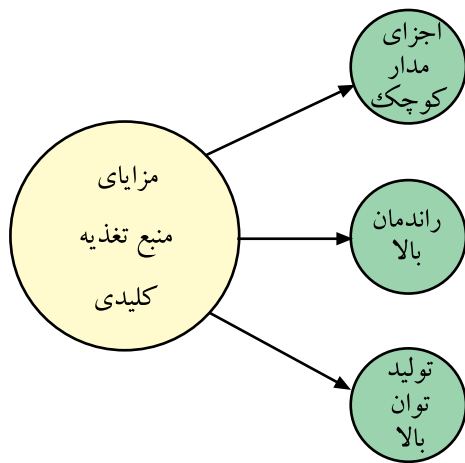 مزایای
منبع تغذیه
کلیدی
اجزای
مدار
کوچک
راندمان
بالا
تولید
توان
بالا